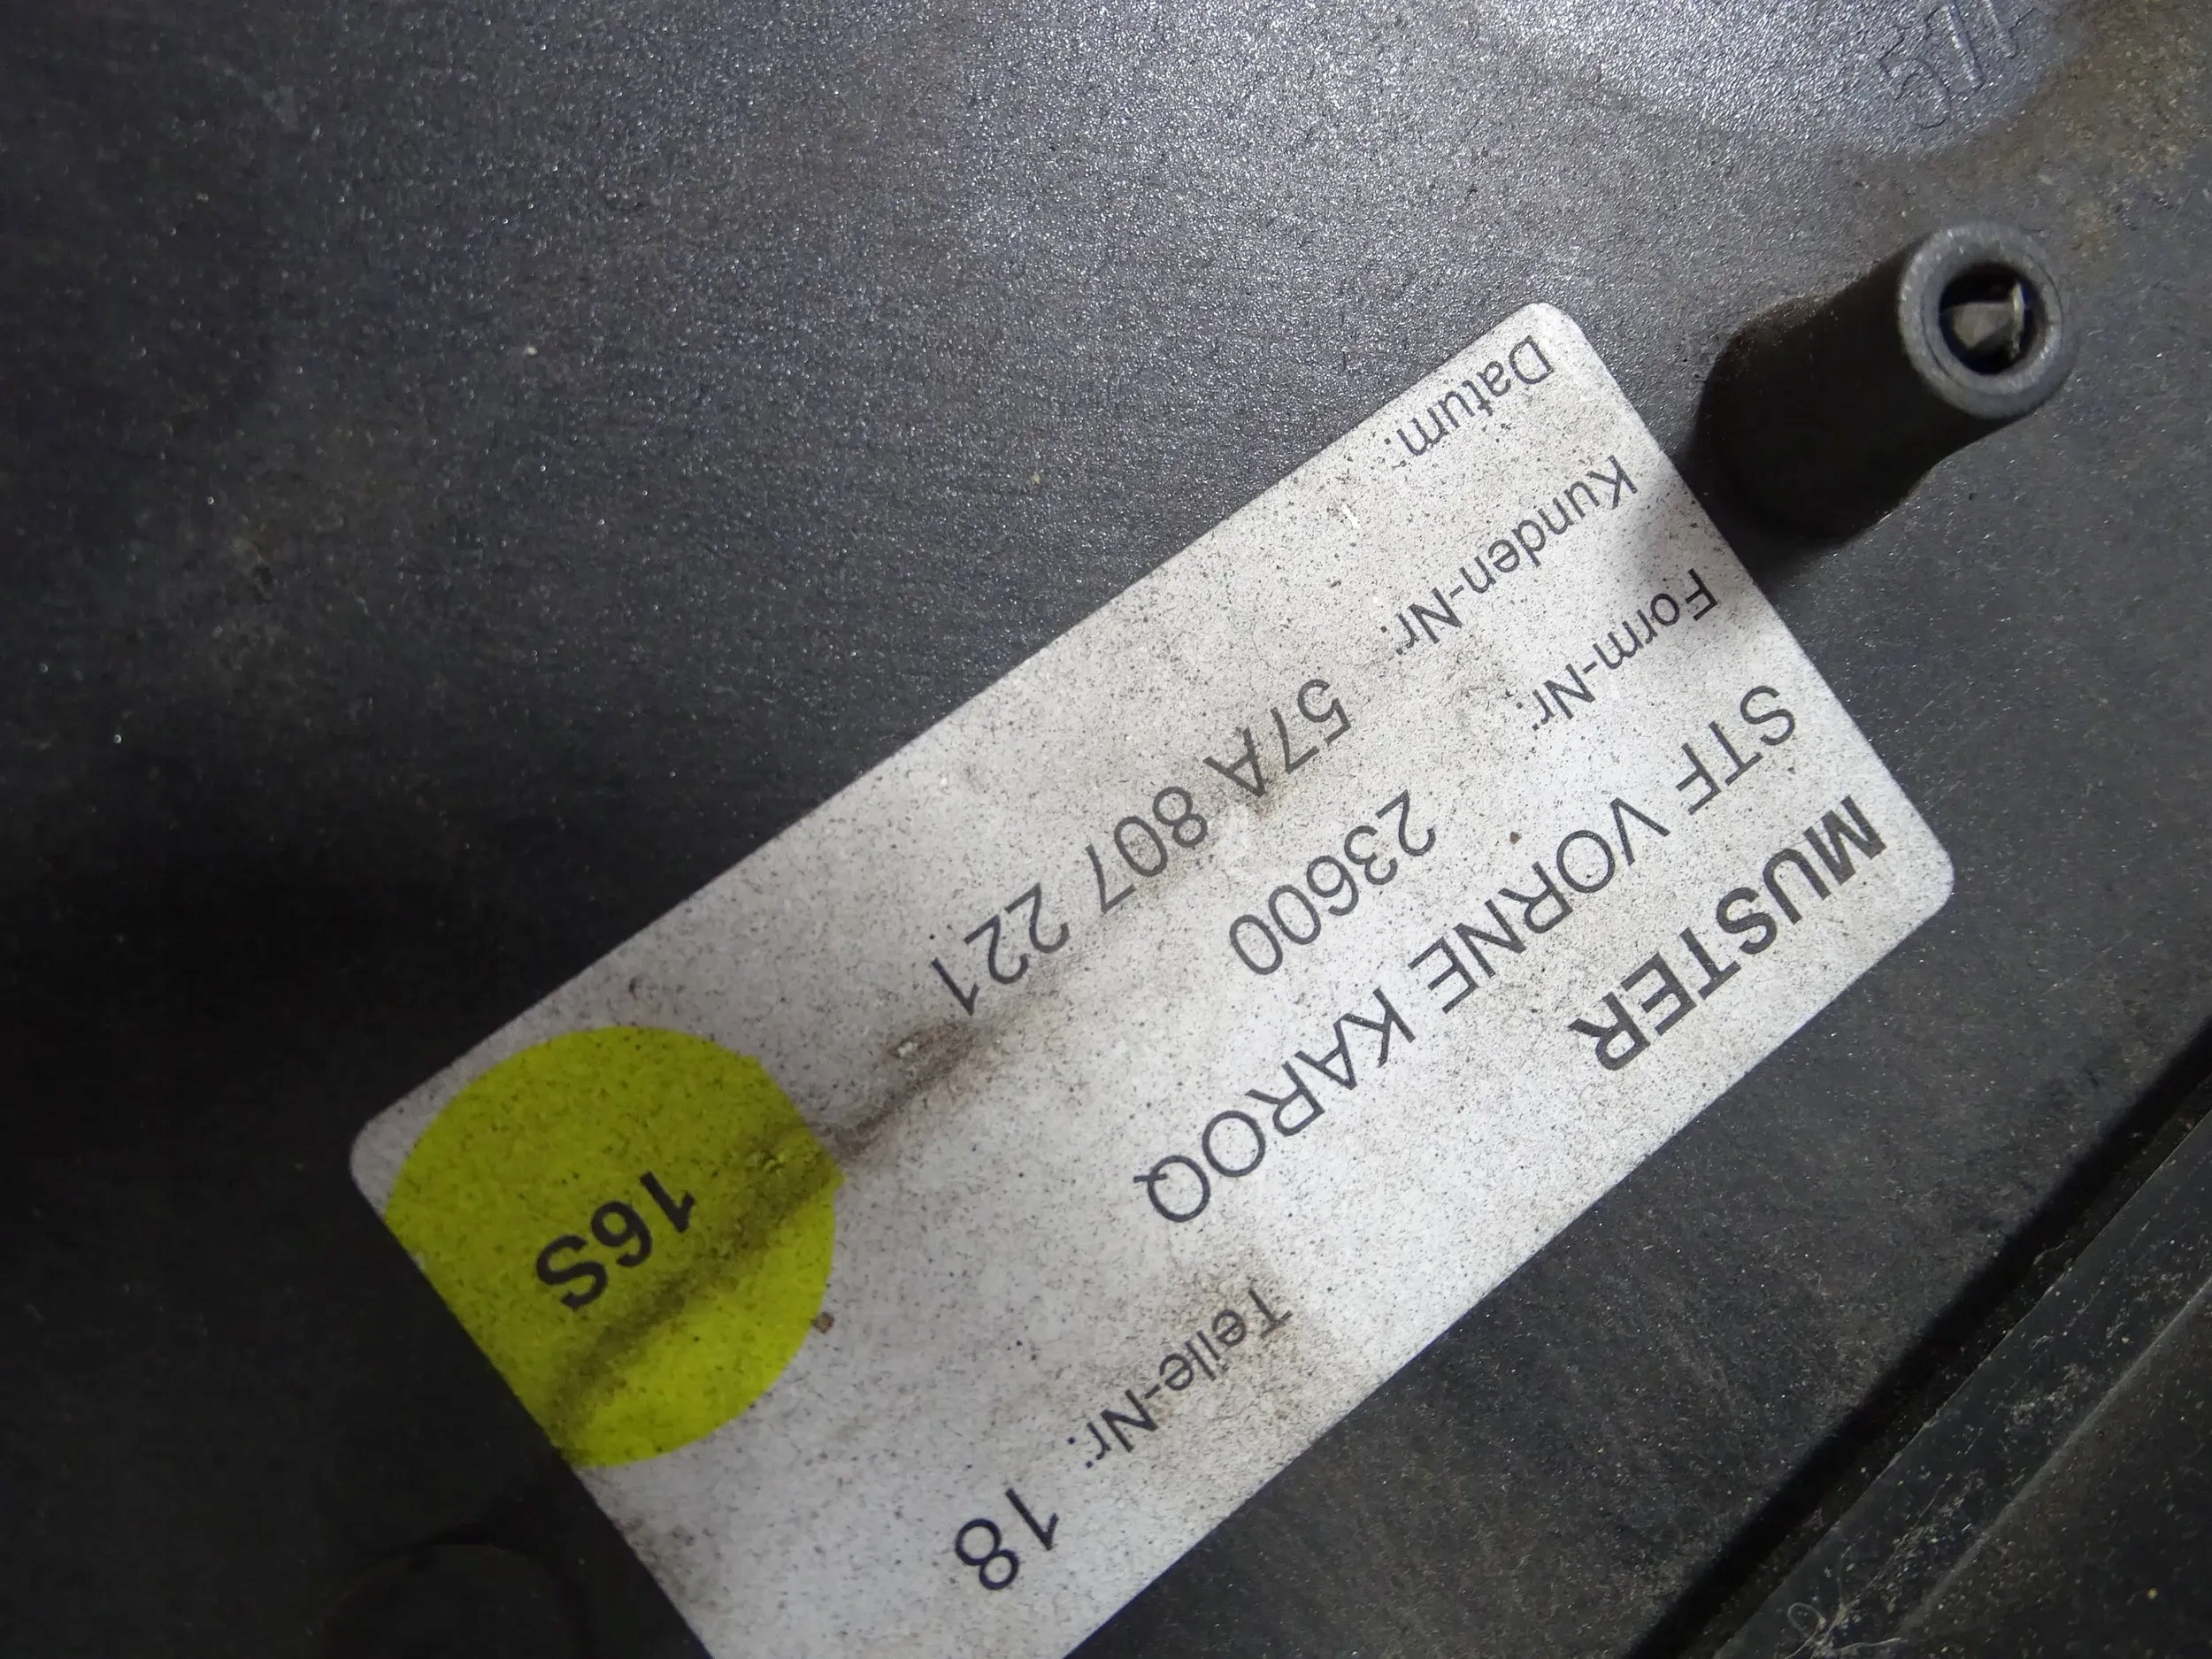 MUSTER
STF VORNE KAROQ
Form-Nr.: 23600
Kunden-Nr.: 57A 807 221
Datum:
Teile-Nr.: 18
16S